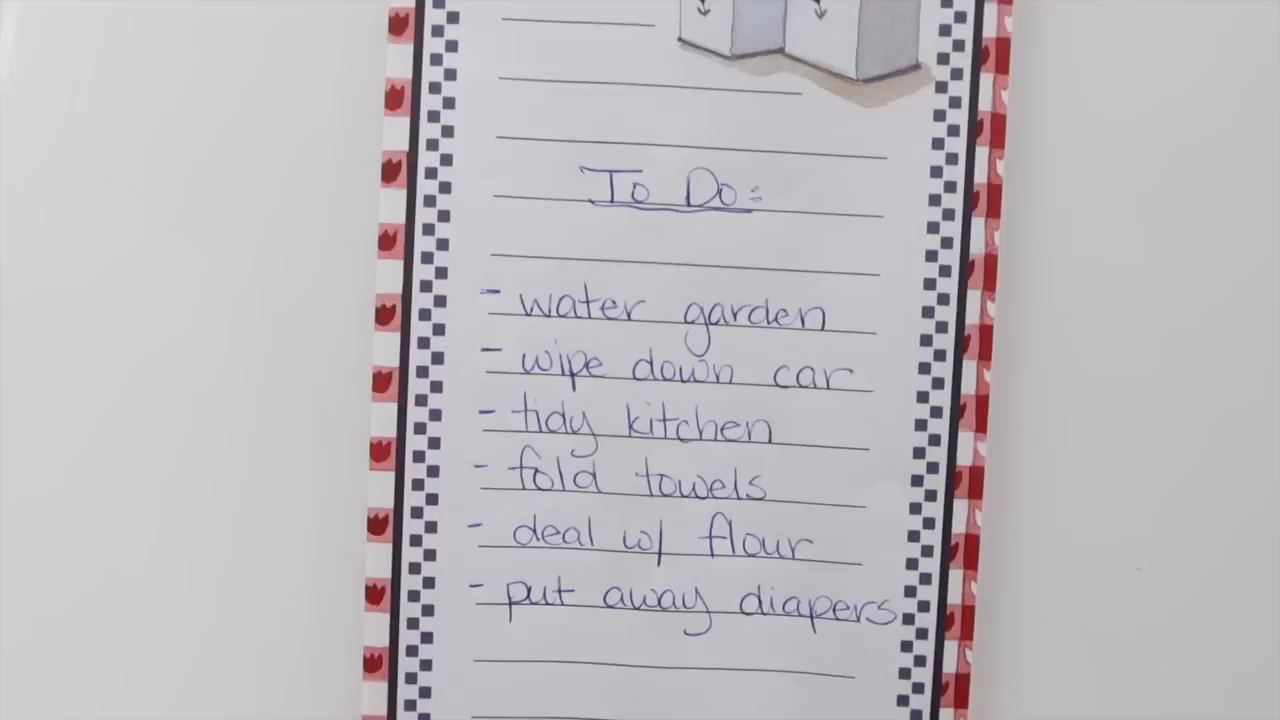 To Do:
- water garden
- wipe down car
- tidy kitchen
- fold towels
- deal w/ flour
- put away diapers